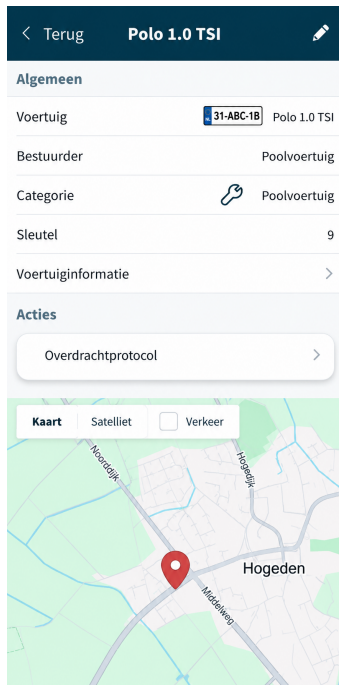 Terug Polo 1.0 TSI
Algemeen
Voertuig NL 31-ABC-1B Polo 1.0 TSI
Bestuurder Poolvoertuig
Categorie Poolvoertuig
Sleutel 9
Voertuiginformatie
Acties
Overdrachtprotocol
Kaart Satelliet Verkeer
Noorddijk
Hogedijk
Hogeden
Middelweg